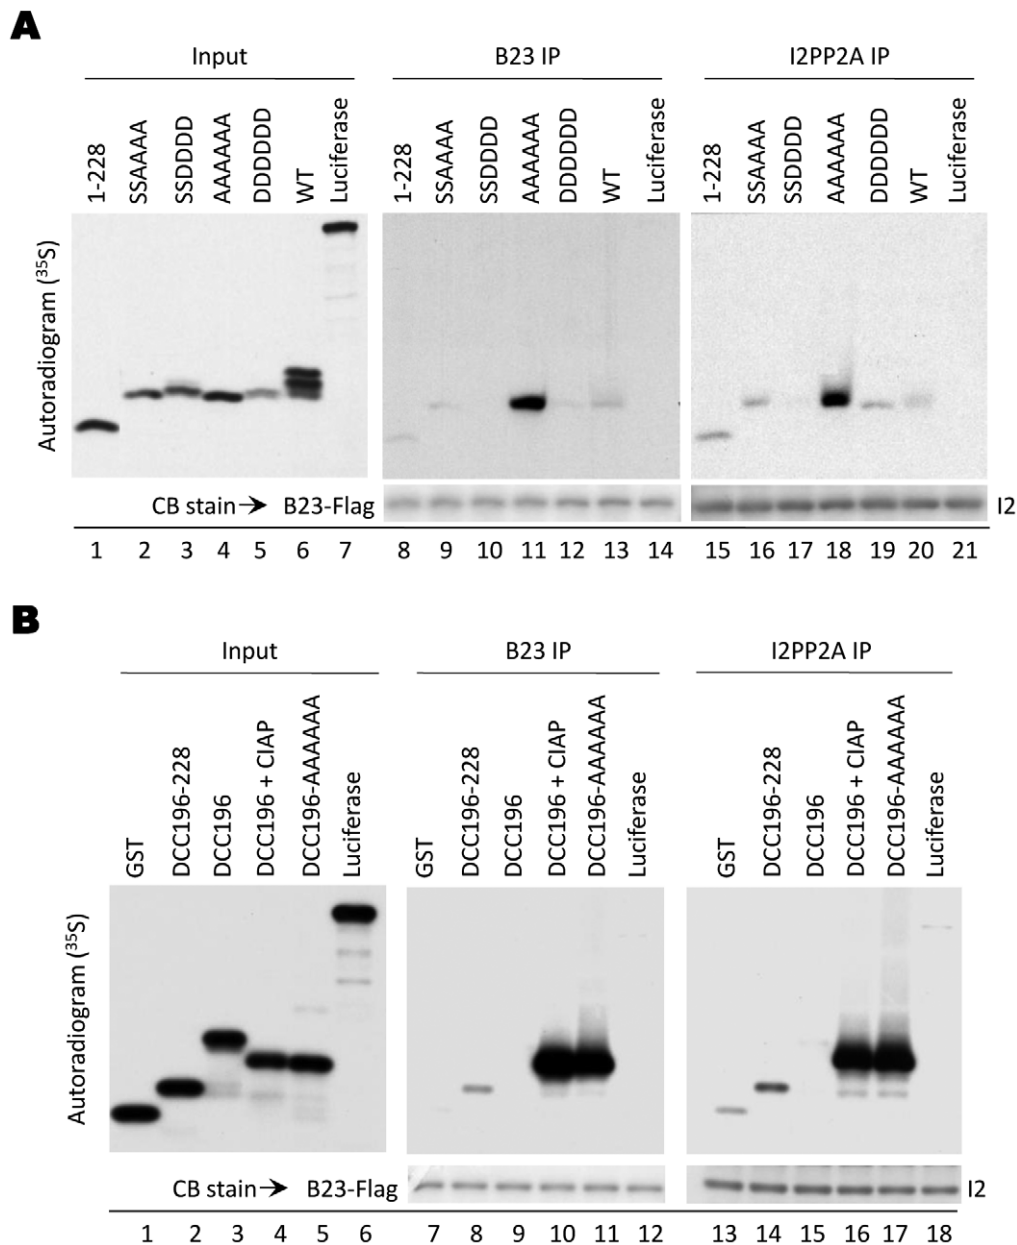 A
Input
B23 IP
I2PP2A IP
1-228
SSAAAA
SSDDDD
AAAAAA
DDDDDD
WT
Luciferase
1-228
SSAAAA
SSDDDD
AAAAAA
DDDDDD
WT
Luciferase
1-228
SSAAAA
SSDDDD
AAAAAA
DDDDDD
WT
Luciferase
Autoradiogram (35S)
CB stain→ B23-Flag
I2
1 2 3 4 5 6 7 8 9 10 11 12 13 14 15 16 17 18 19 20 21
B
Input
B23 IP
I2PP2A IP
GST
DCC196-228
DCC196
DCC196 + CIAP
DCC196-AAAAAA
Luciferase
GST
DCC196-228
DCC196
DCC196 + CIAP
DCC196-AAAAAA
Luciferase
GST
DCC196-228
DCC196
DCC196 + CIAP
DCC196-AAAAAA
Luciferase
Autoradiogram (35S)
CB stain→ B23-Flag
I2
1 2 3 4 5 6 7 8 9 10 11 12 13 14 15 16 17 18